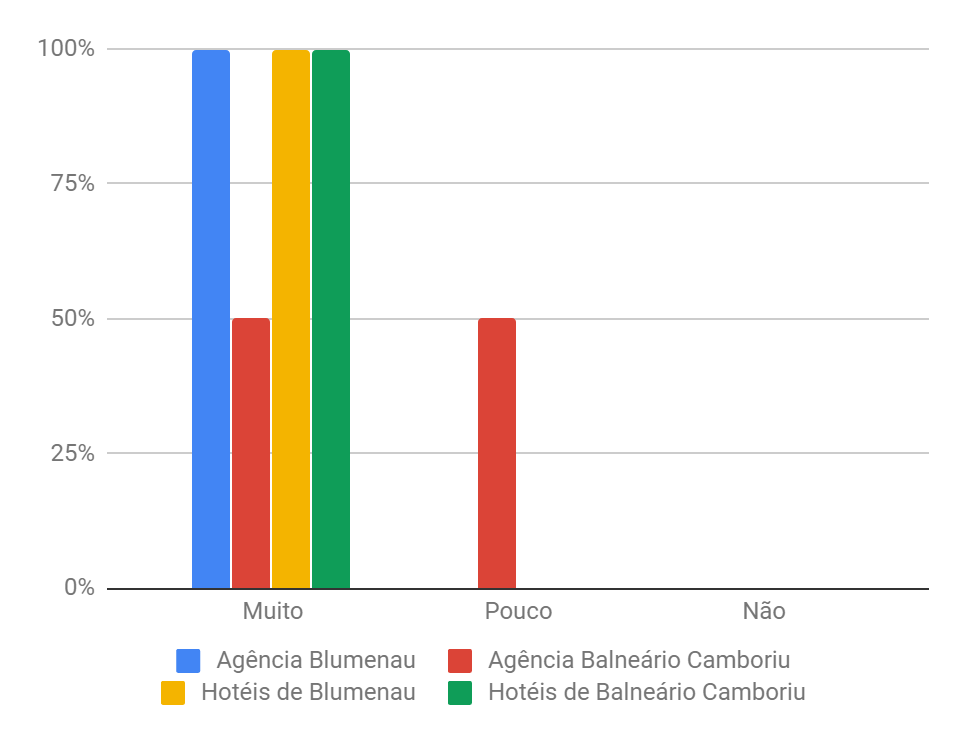 100%
75%
50%
25%
0%
Muito Pouco Não
Agência Blumenau Agência Balneário Camboriu
Hotéis de Blumenau Hotéis de Balneário Camboriu